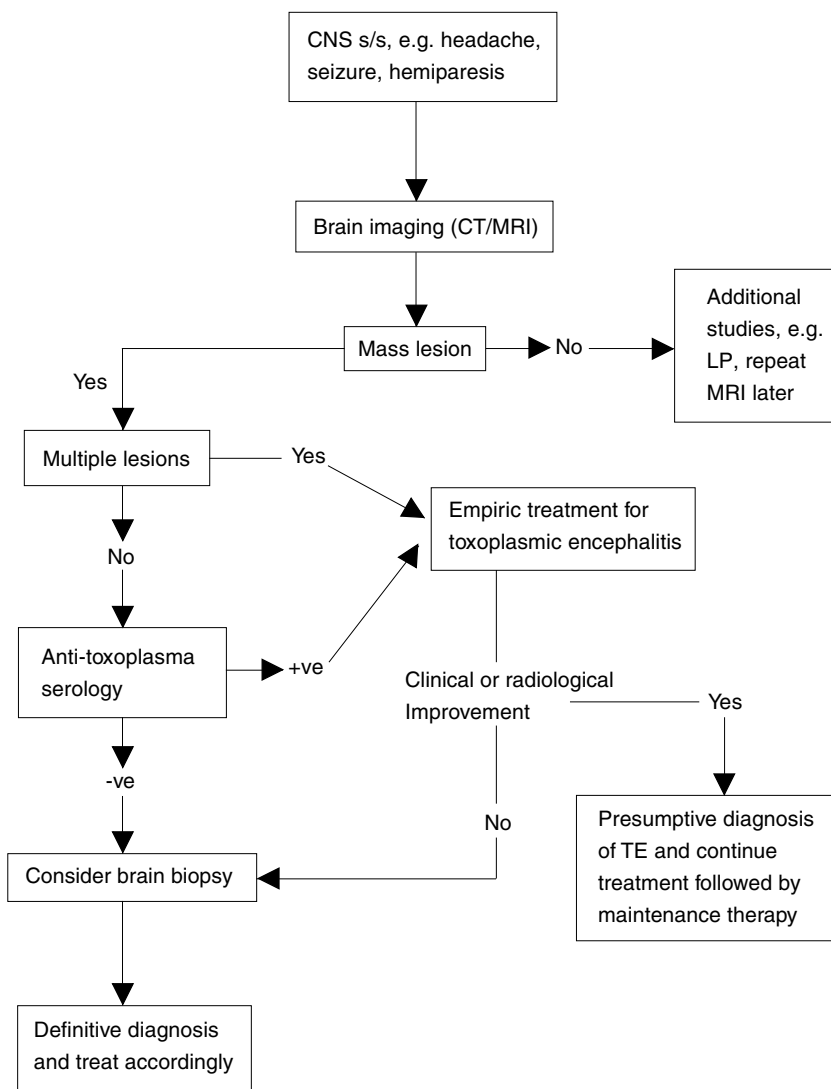 CNS s/s, e.g. headache,
seizure, hemiparesis
Brain imaging (CT/MRI)
Mass lesion
No
Additional
studies, e.g.
LP, repeat
MRI later
Yes
Multiple lesions
Yes
Empiric treatment for
toxoplasmic encephalitis
No
Anti-toxoplasma
serology
+ve
Clinical or radiological
Improvement
Yes
-ve
No
Presumptive diagnosis
of TE and continue
treatment followed by
maintenance therapy
Consider brain biopsy
Definitive diagnosis
and treat accordingly